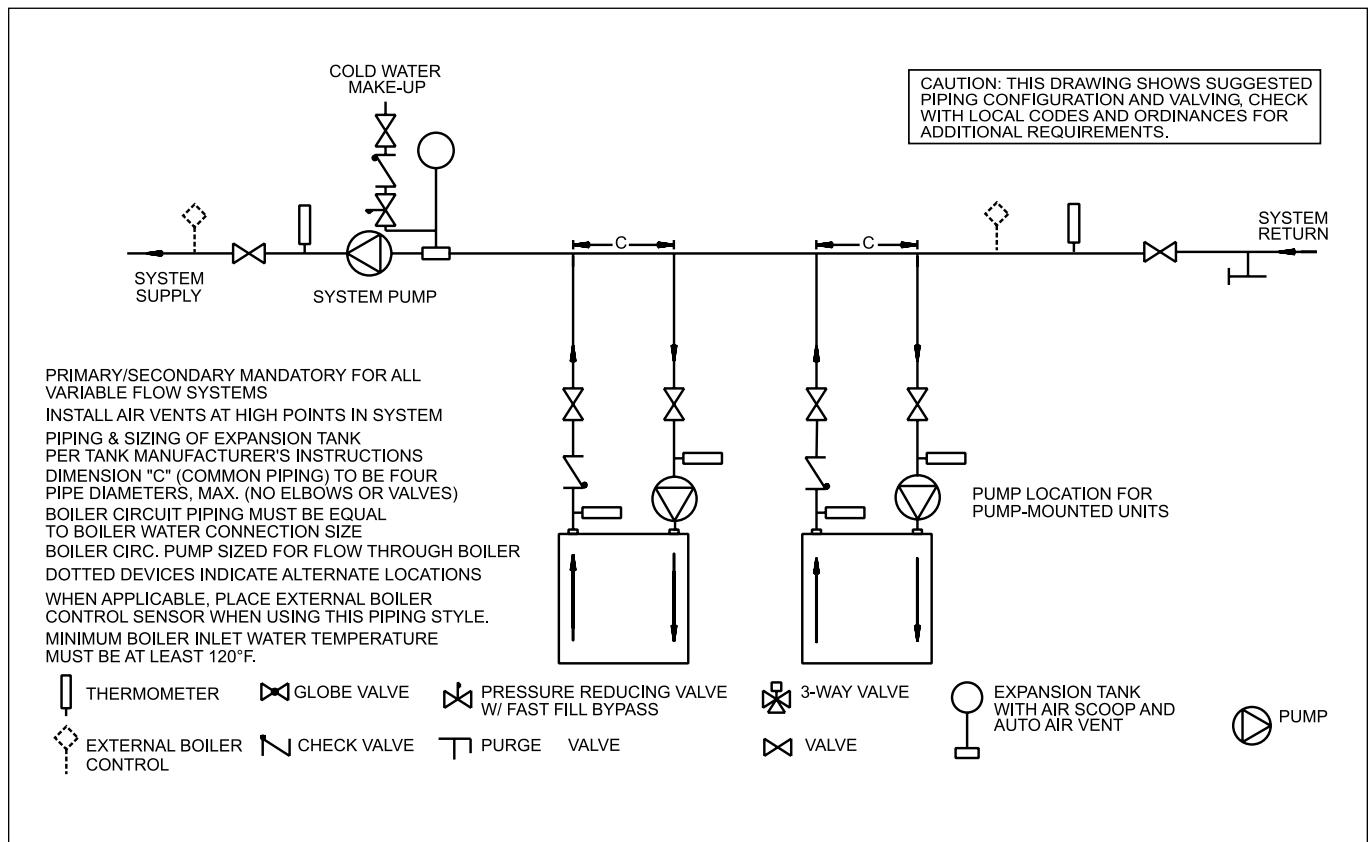 COLD WATER
MAKE-UP
CAUTION: THIS DRAWING SHOWS SUGGESTED
PIPING CONFIGURATION AND VALVING, CHECK
WITH LOCAL CODES AND ORDINANCES FOR
ADDITIONAL REQUIREMENTS.
SYSTEM
RETURN
C
C
SYSTEM
SUPPLY
SYSTEM PUMP
PRIMARY/SECONDARY MANDATORY FOR ALL
VARIABLE FLOW SYSTEMS
INSTALL AIR VENTS AT HIGH POINTS IN SYSTEM
PIPING & SIZING OF EXPANSION TANK
PER TANK MANUFACTURER'S INSTRUCTIONS
DIMENSION "C" (COMMON PIPING) TO BE FOUR
PIPE DIAMETERS, MAX. (NO ELBOWS OR VALVES)
BOILER CIRCUIT PIPING MUST BE EQUAL
TO BOILER WATER CONNECTION SIZE
BOILER CIRC. PUMP SIZED FOR FLOW THROUGH BOILER
DOTTED DEVICES INDICATE ALTERNATE LOCATIONS
WHEN APPLICABLE, PLACE EXTERNAL BOILER
CONTROL SENSOR WHEN USING THIS PIPING STYLE.
MINIMUM BOILER INLET WATER TEMPERATURE
MUST BE AT LEAST 120°F.
PUMP LOCATION FOR
PUMP-MOUNTED UNITS
THERMOMETER
GLOBE VALVE
PRESSURE REDUCING VALVE
W/ FAST FILL BYPASS
3-WAY VALVE
EXPANSION TANK
WITH AIR SCOOP AND
AUTO AIR VENT
PUMP
EXTERNAL BOILER
CONTROL
CHECK VALVE
PURGE VALVE
VALVE